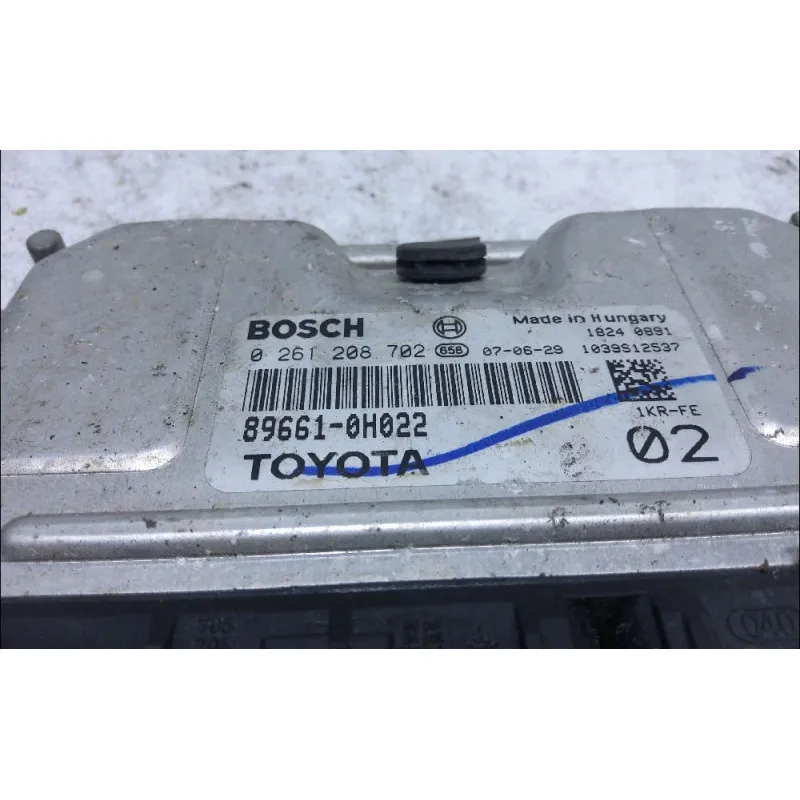 BOSCH
Made in Hungary
1824 0891
0 261 208 702 658 07-06-29 1039S12537
89661-0H022
1KR-FE
TOYOTA
02